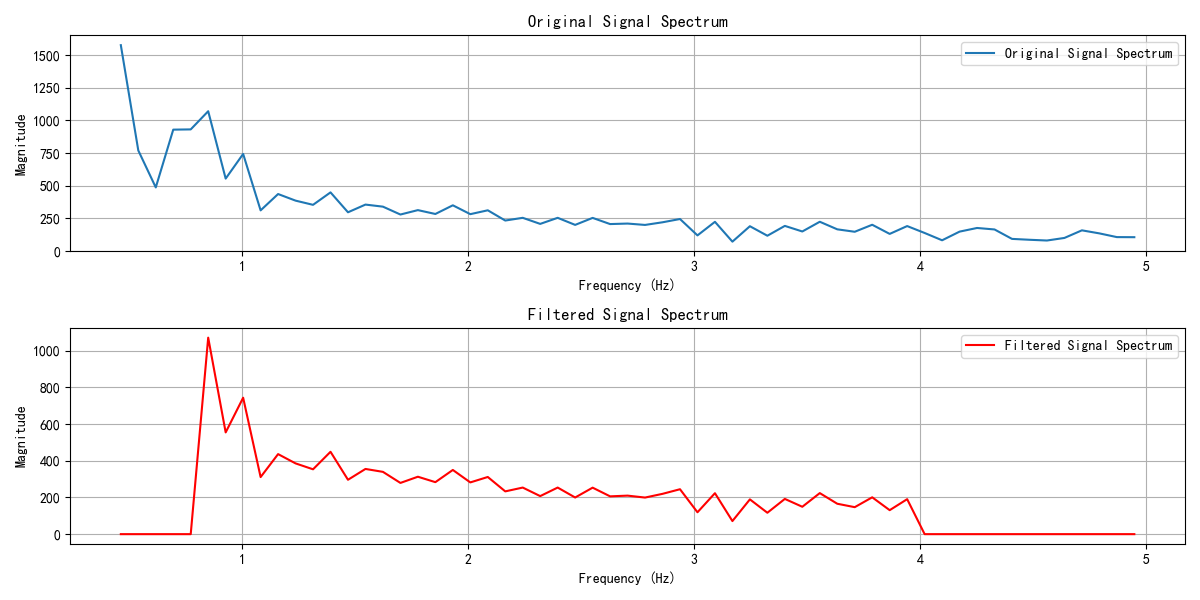 Original Signal Spectrum
Original Signal Spectrum
1500
1250
1000
750
500
250
0
Magnitude
1 2 3 4 5
Frequency (Hz)
Filtered Signal Spectrum
Filtered Signal Spectrum
1000
800
600
400
200
0
Magnitude
1 2 3 4 5
Frequency (Hz)